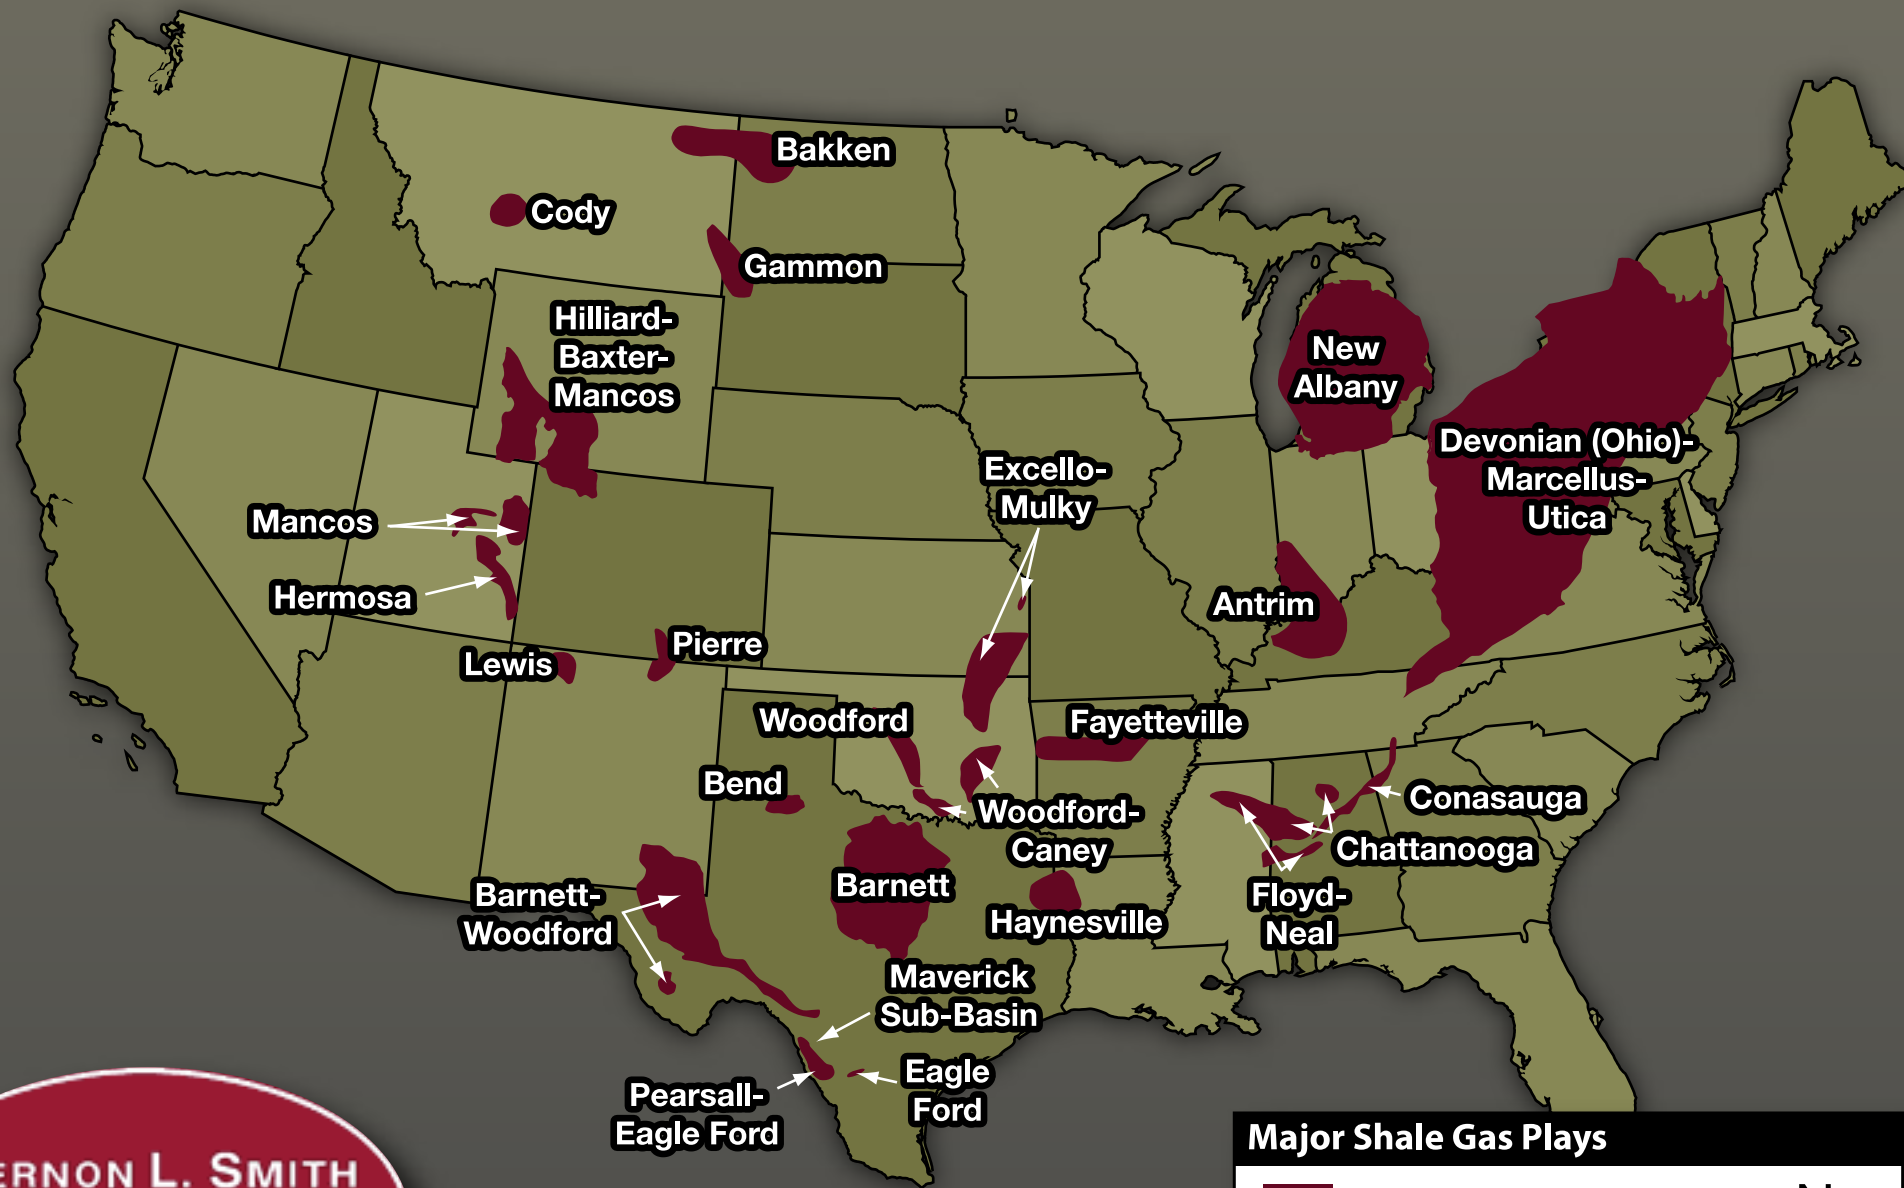 Bakken
Cody
Gammon
Hilliard-
Baxter-
Mancos
New
Albany
Devonian (Ohio)-
Marcellus-
Utica
Excello-
Mulky
Mancos
Hermosa
Antrim
Pierre
Lewis
Woodford
Fayetteville
Bend
Woodford-
Caney
Conasauga
Chattanooga
Barnett
Barnett-
Woodford
Haynesville
Floyd-
Neal
Maverick
Sub-Basin
Eagle
Ford
Pearsall-
Eagle Ford
ERNON L. SMITH
Major Shale Gas Plays